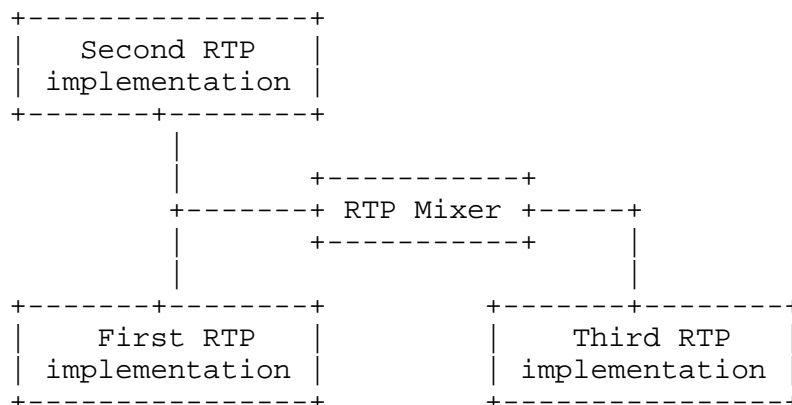 Second RTP
implementation
RTP Mixer
First RTP
implementation
Third RTP
implementation